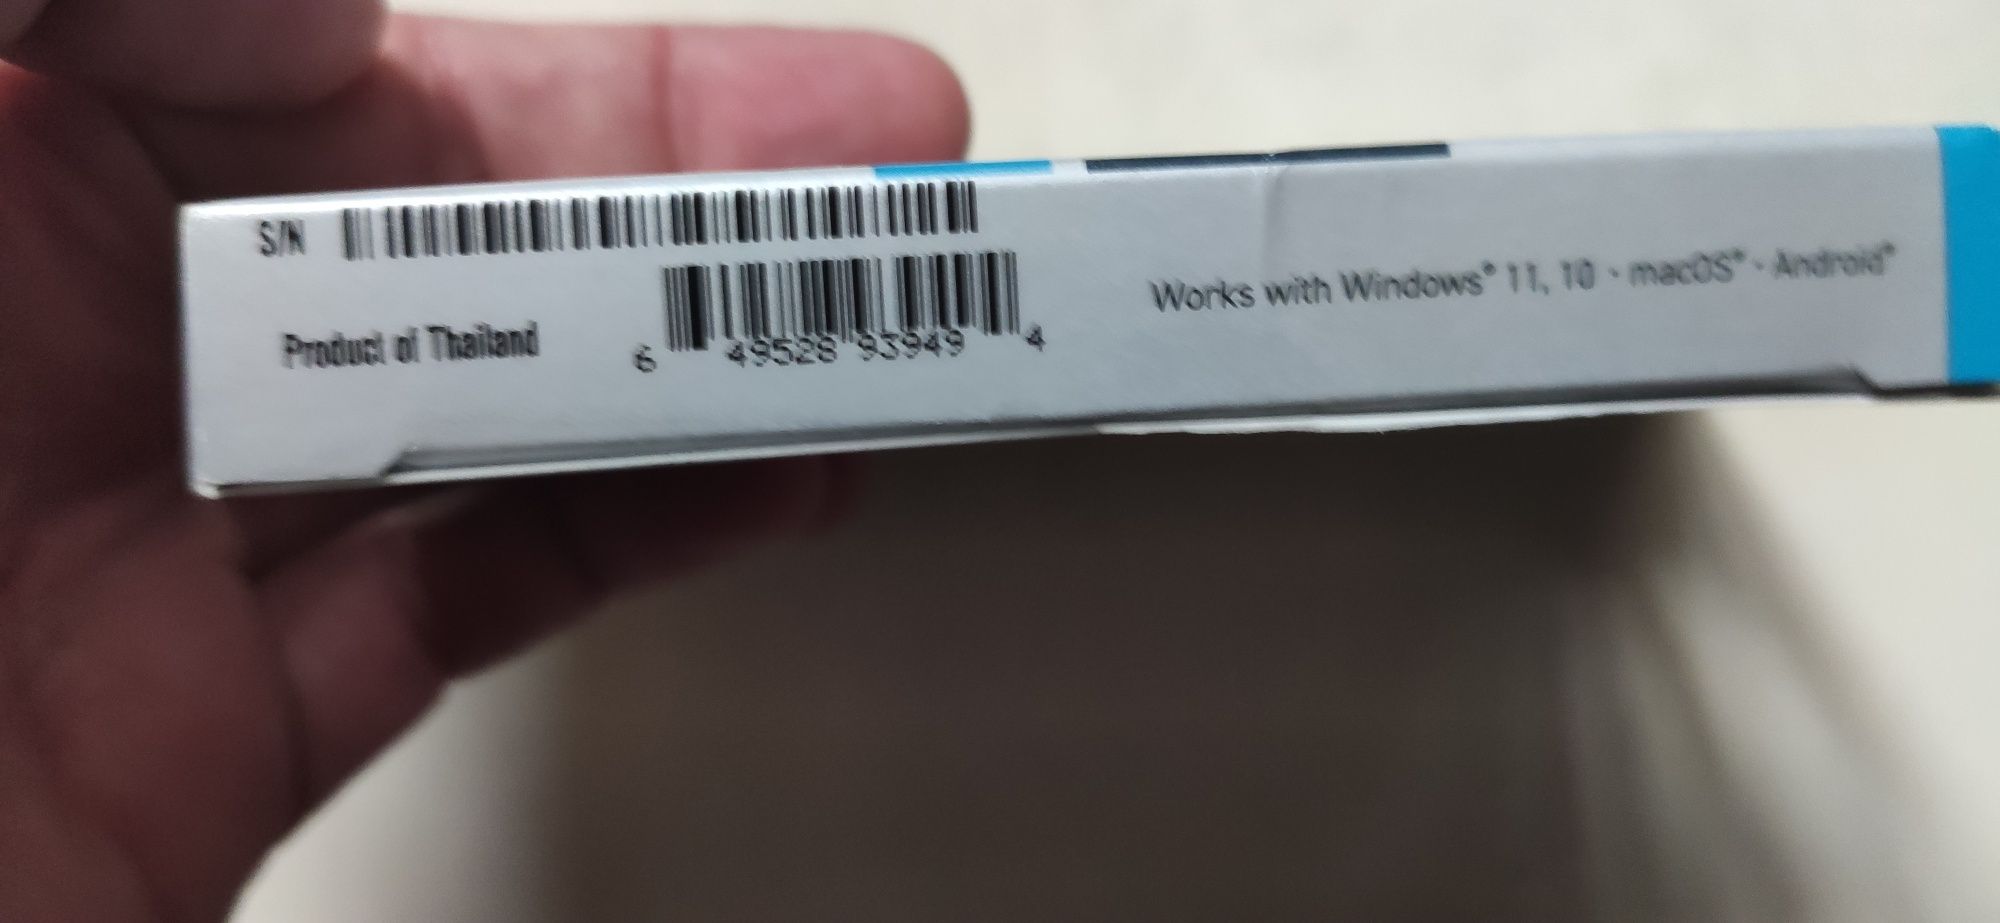 S/N
Product of Thailand
6 49528 93949 4
Works with Windows® 11, 10 · macOS® · Android®